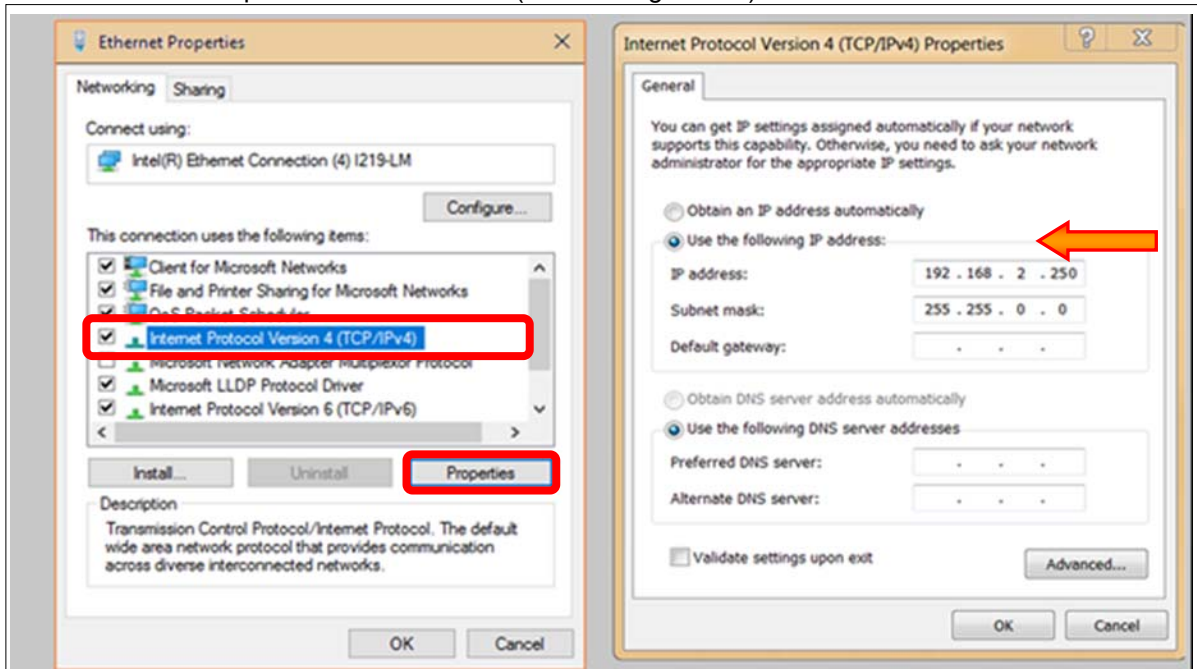 Ethernet Properties
Networking Sharing
Connect using:
Intel(R) Ethernet Connection (4) I219-LM
Configure...
This connection uses the following items:
Client for Microsoft Networks
File and Printer Sharing for Microsoft Networks
QoS Packet Scheduler
Internet Protocol Version 4 (TCP/IPv4)
Microsoft Network Adapter Multiplexor Protocol
Microsoft LLDP Protocol Driver
Internet Protocol Version 6 (TCP/IPv6)
Install... Uninstall Properties
Description
Transmission Control Protocol/Internet Protocol. The default
wide area network protocol that provides communication
across diverse interconnected networks.
OK Cancel
Internet Protocol Version 4 (TCP/IPv4) Properties
General
You can get IP settings assigned automatically if your network
supports this capability. Otherwise, you need to ask your network
administrator for the appropriate IP settings.
Obtain an IP address automatically
Use the following IP address:
IP address: 192 . 168 . 2 . 250
Subnet mask: 255 . 255 . 0 . 0
Default gateway: . . .
Obtain DNS server address automatically
Use the following DNS server addresses
Preferred DNS server: . . .
Alternate DNS server: . . .
Validate settings upon exit
Advanced...
OK Cancel